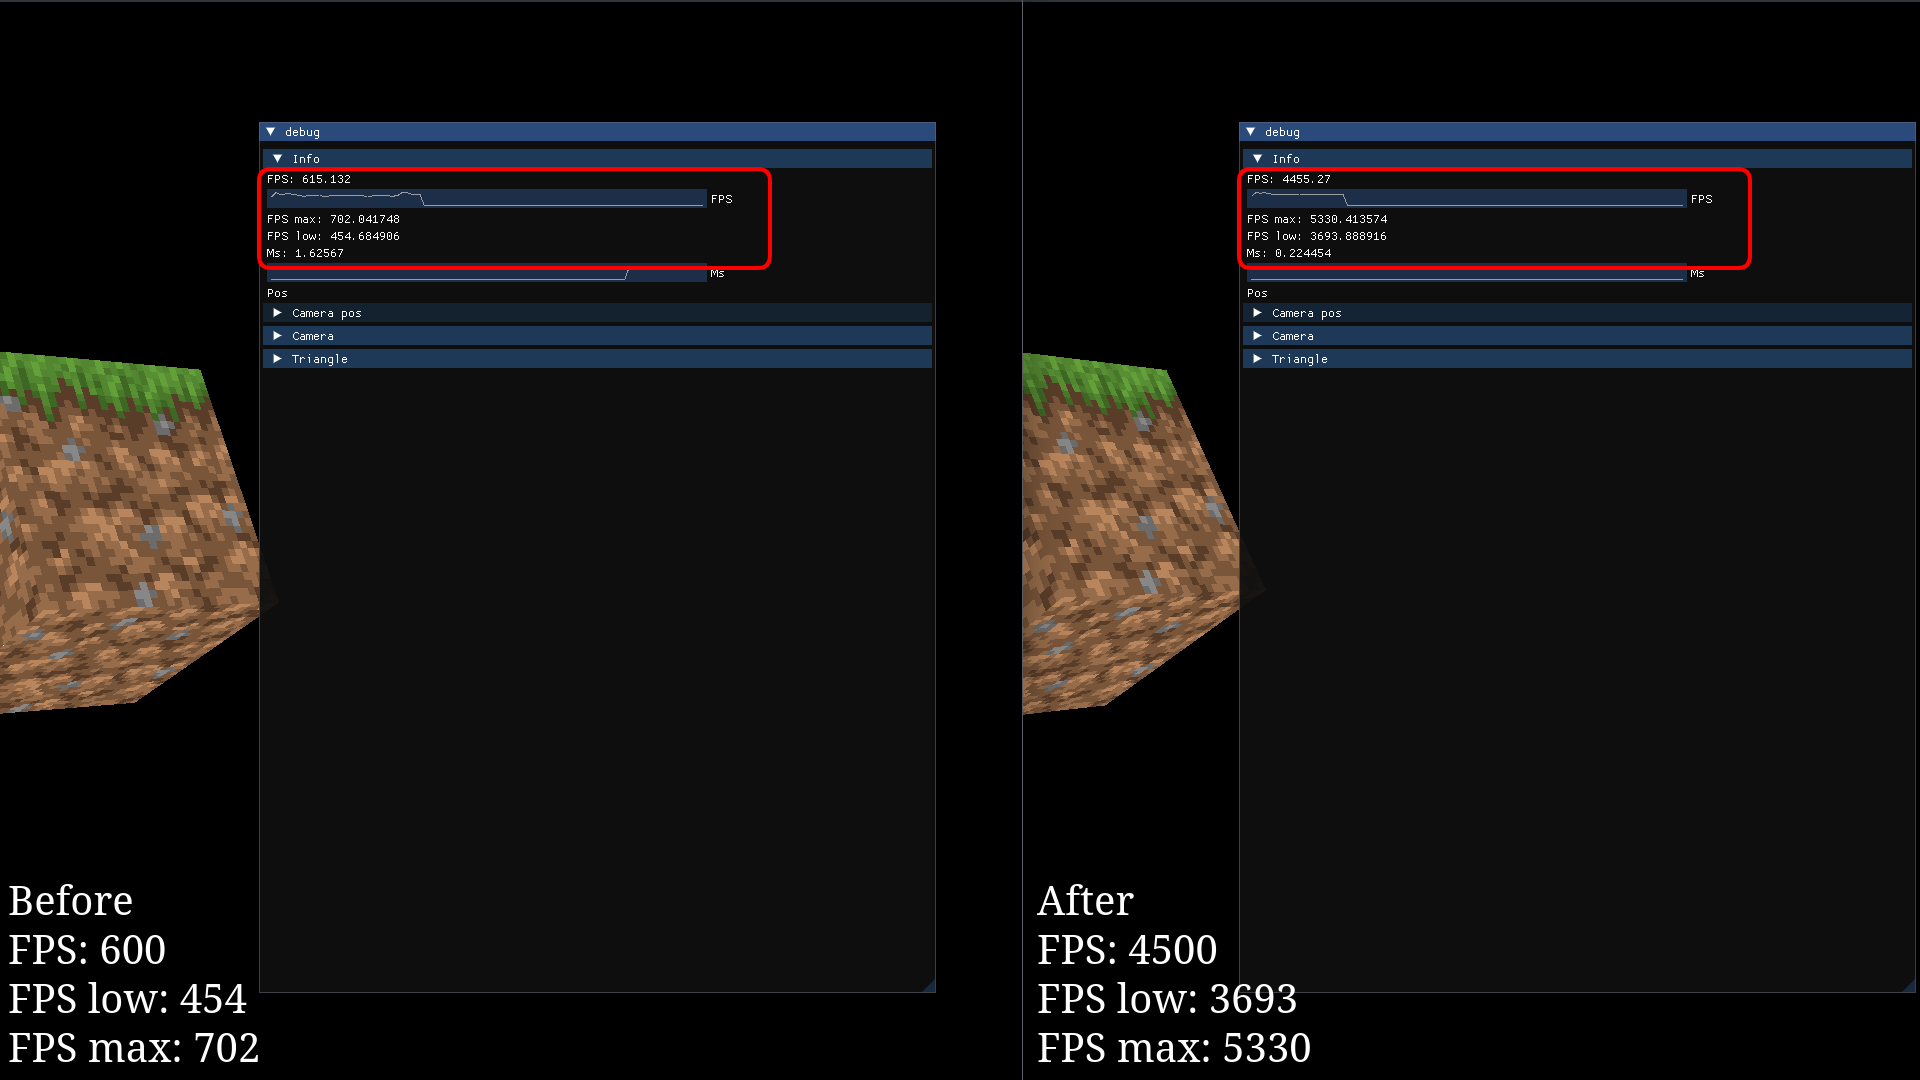 debug
Info
FPS: 615.132
FPS
FPS max: 702.041748
FPS low: 454.684906
Ms: 1.62567
Ms
Pos
Camera pos
Camera
Triangle
Before
FPS: 600
FPS low: 454
FPS max: 702
debug
Info
FPS: 4455.27
FPS
FPS max: 5330.413574
FPS low: 3693.888916
Ms: 0.224454
Ms
Pos
Camera pos
Camera
Triangle
After
FPS: 4500
FPS low: 3693
FPS max: 5330